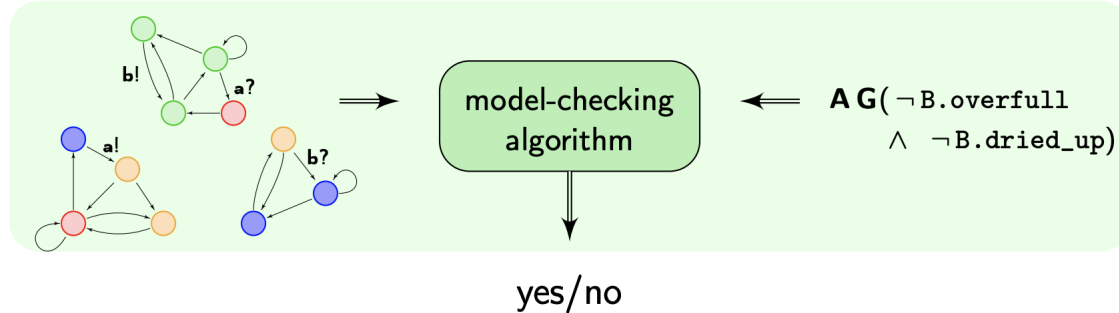 b!
a?
a!
b?
model-checking
algorithm
A G(¬B.overfull
∧ ¬B.dried_up)
yes/no